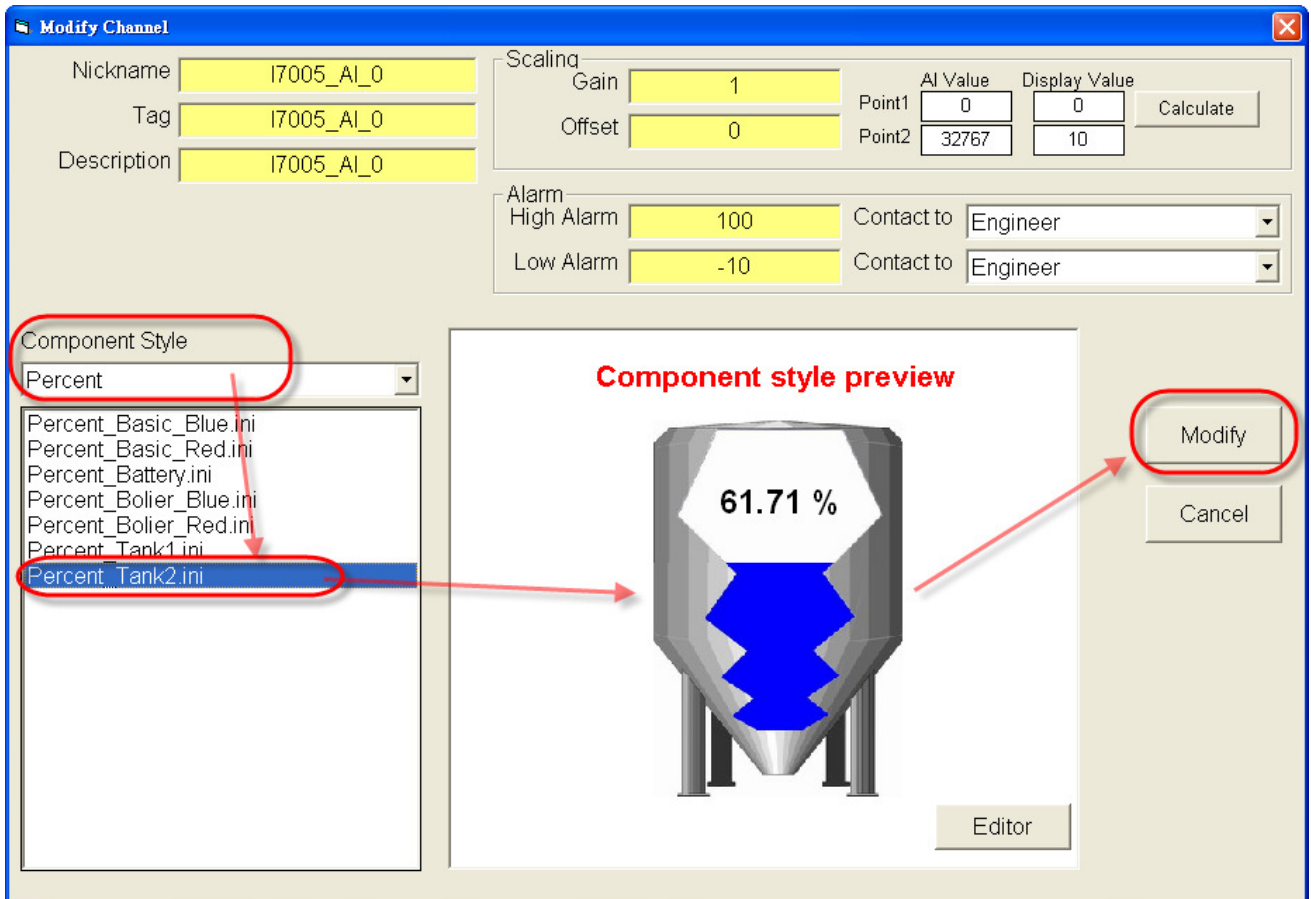 Modify Channel
Nickname I7005_AI_0
Tag I7005_AI_0
Description I7005_AI_0
Scaling
Gain 1
Offset 0
AI Value Display Value
Point1 0 0
Point2 32767 10
Calculate
Alarm
High Alarm 100 Contact to Engineer
Low Alarm -10 Contact to Engineer
Component Style
Percent
Percent_Basic_Blue.ini
Percent_Basic_Red.ini
Percent_Battery.ini
Percent_Bolier_Blue.ini
Percent_Bolier_Red.ini
Percent_Tank1.ini
Percent_Tank2.ini
Component style preview
61.71 %
Editor
Modify
Cancel